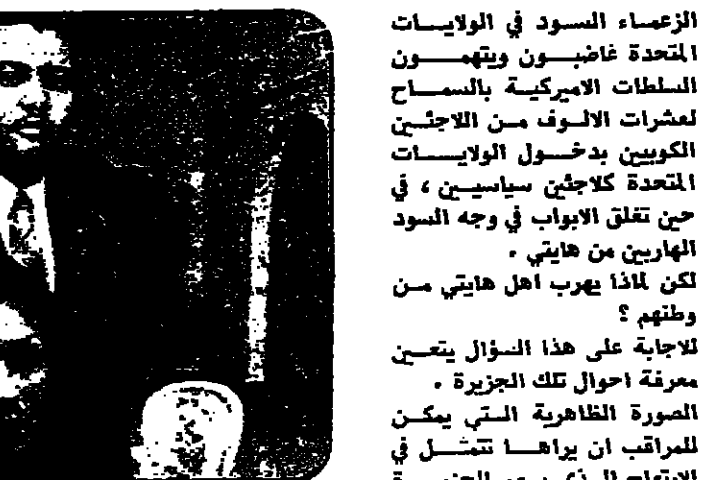 الزعماء السود في الولايات
المتحدة غاضبون ويتهمون
السلطات الاميركية بالسماح
لعشرات الالوف من اللاجئين
الكوبيين بدخول الولايات
المتحدة كلاجئين سياسيين ، في
حين تغلق الابواب في وجه السود
الهاربين من هايتي .
لكن لماذا يهرب اهل هايتي من
وطنهم ؟
للاجابة على هذا السؤال يتعين
معرفة احوال تلك الجزيرة .
الصورة الظاهرية التي يمكن
للمراقب ان يراها تتمثل في